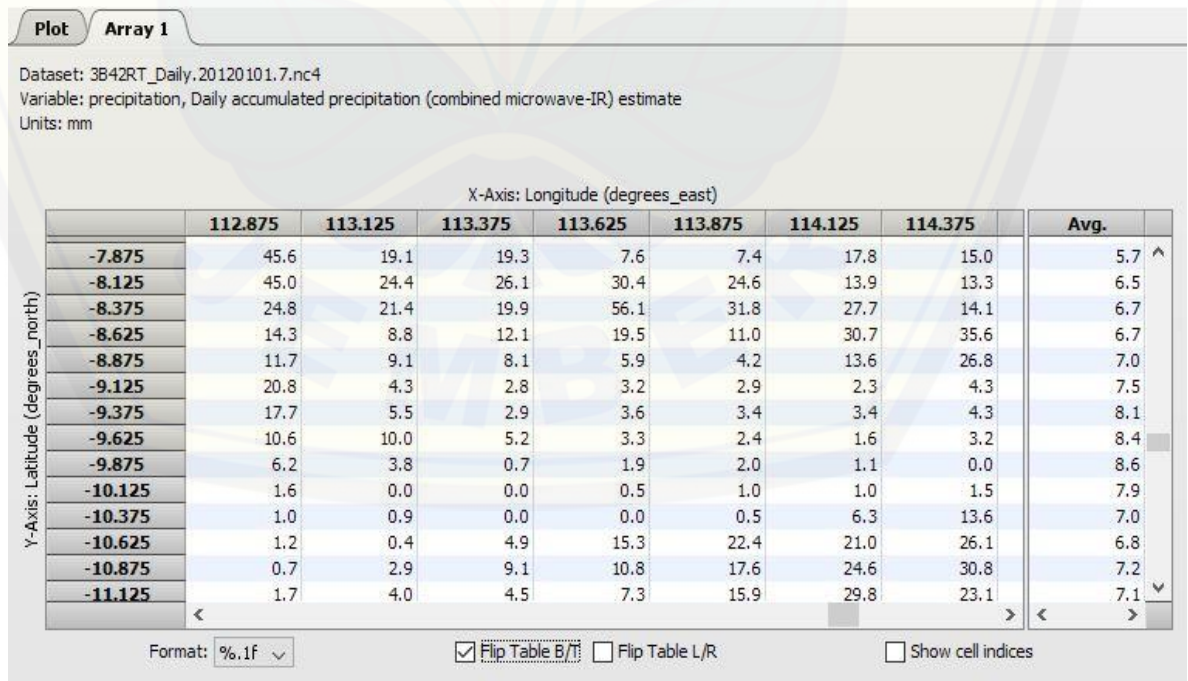 Plot Array 1
Dataset: 3B42RT_Daily.20120101.7.nc4
Variable: precipitation, Daily accumulated precipitation (combined microwave-IR) estimate
Units: mm
X-Axis: Longitude (degrees_east)
112.875 113.125 113.375 113.625 113.875 114.125 114.375 Avg.
Y-Axis: Latitude (degrees_north)
-7.875 45.6 19.1 19.3 7.6 7.4 17.8 15.0 5.7
-8.125 45.0 24.4 26.1 30.4 24.6 13.9 13.3 6.5
-8.375 24.8 21.4 19.9 56.1 31.8 27.7 14.1 6.7
-8.625 14.3 8.8 12.1 19.5 11.0 30.7 35.6 6.7
-8.875 11.7 9.1 8.1 5.9 4.2 13.6 26.8 7.0
-9.125 20.8 4.3 2.8 3.2 2.9 2.3 4.3 7.5
-9.375 17.7 5.5 2.9 3.6 3.4 3.4 4.3 8.1
-9.625 10.6 10.0 5.2 3.3 2.4 1.6 3.2 8.4
-9.875 6.2 3.8 0.7 1.9 2.0 1.1 0.0 8.6
-10.125 1.6 0.0 0.0 0.5 1.0 1.0 1.5 7.9
-10.375 1.0 0.9 0.0 0.0 0.5 6.3 13.6 7.0
-10.625 1.2 0.4 4.9 15.3 22.4 21.0 26.1 6.8
-10.875 0.7 2.9 9.1 10.8 17.6 24.6 30.8 7.2
-11.125 1.7 4.0 4.5 7.3 15.9 29.8 23.1 7.1
Format: %.1f Flip Table B/T Flip Table L/R Show cell indices